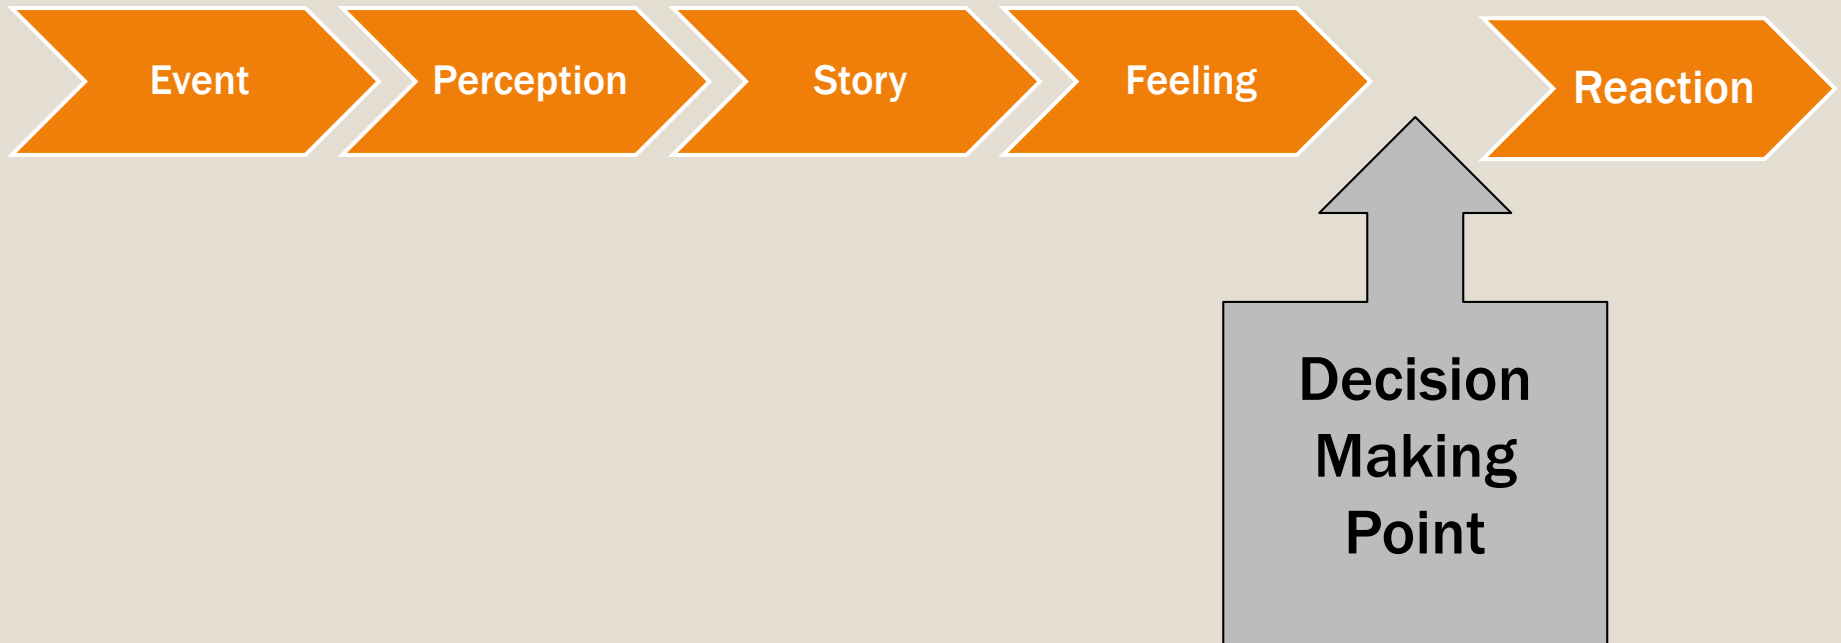 Event
Perception
Story
Feeling
Reaction
Decision
Making
Point